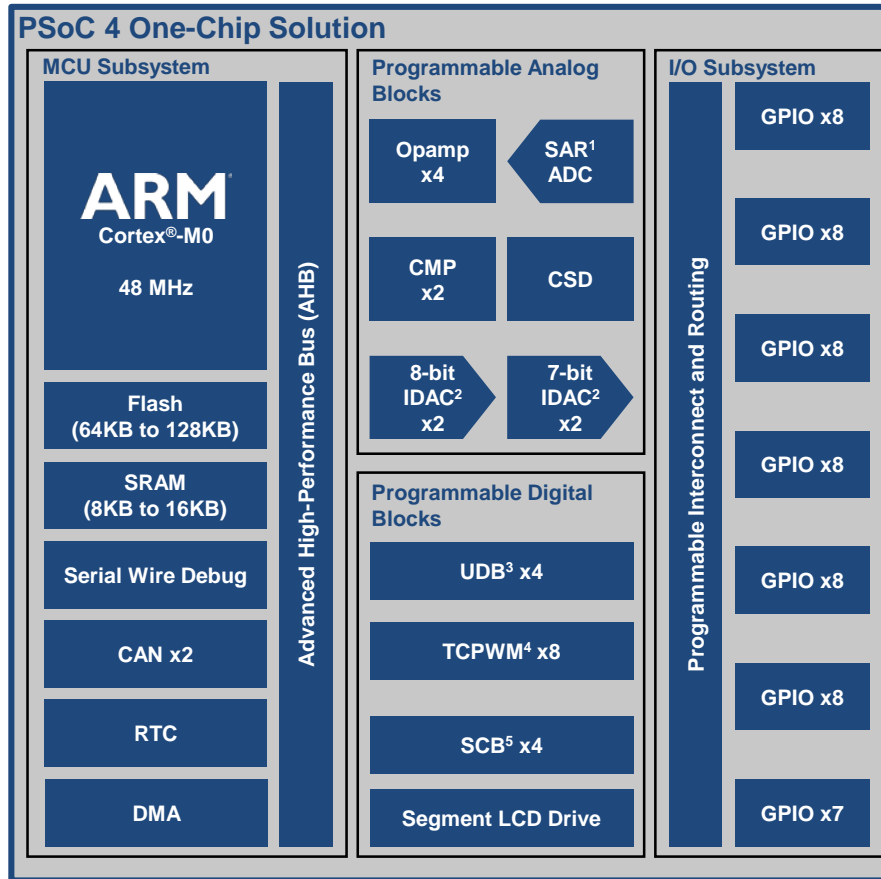 PSoC 4 One-Chip Solution
MCU Subsystem
ARM®
Cortex®-M0
48 MHz
Flash
(64KB to 128KB)
SRAM
(8KB to 16KB)
Serial Wire Debug
CAN x2
RTC
DMA
Advanced High-Performance Bus (AHB)
Programmable Analog
Blocks
Opamp
x4
SAR¹
ADC
CMP
x2
CSD
8-bit
IDAC²
x2
7-bit
IDAC²
x2
Programmable Digital
Blocks
UDB³ x4
TCPWM⁴ x8
SCB⁵ x4
Segment LCD Drive
I/O Subsystem
Programmable Interconnect and Routing
GPIO x8
GPIO x8
GPIO x8
GPIO x8
GPIO x8
GPIO x8
GPIO x7